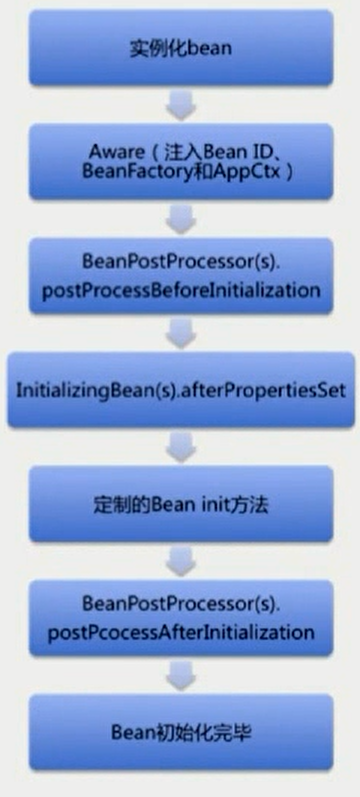 实例化bean
Aware（注入Bean ID、
BeanFactory和AppCtx）
BeanPostProcessor(s).
postProcessBeforeInitialization
InitializingBean(s).afterPropertiesSet
定制的Bean init方法
BeanPostProcessor(s).
postPcocessAfterInitialization
Bean初始化完毕